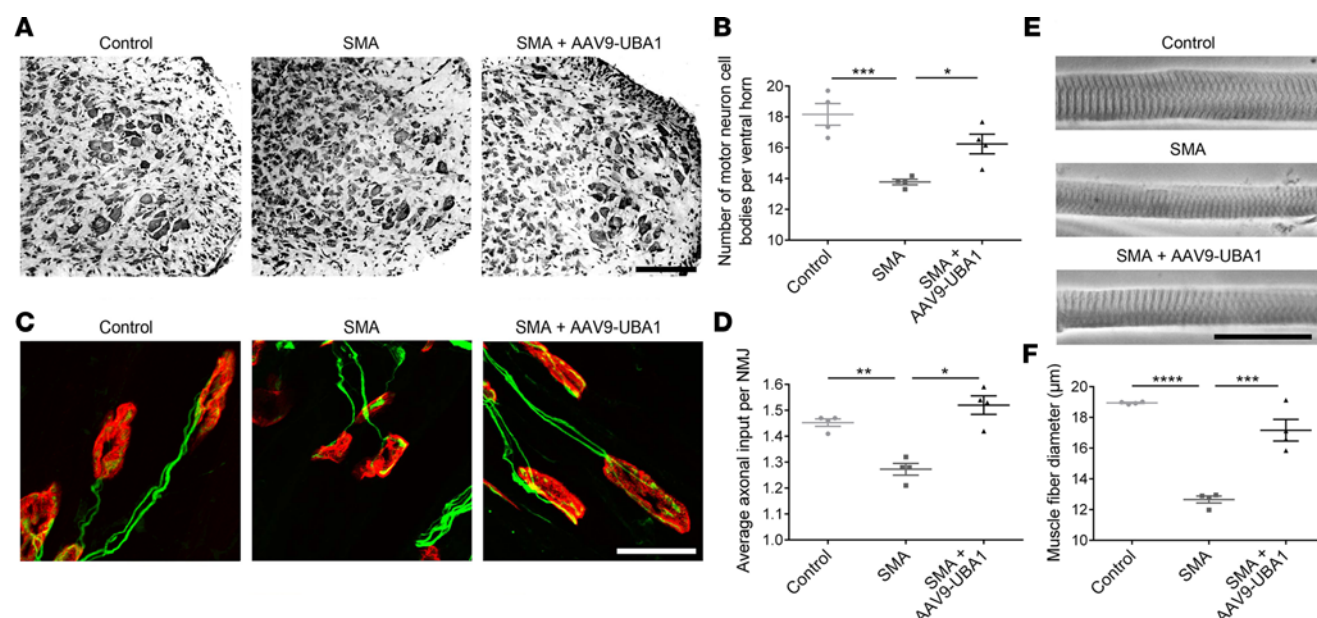 A
Control
SMA
SMA + AAV9-UBA1
B
Number of motor neuron cell
bodies per ventral horn
20
18
16
14
12
10
***
*
Control
SMA
SMA +
AAV9-UBA1
C
Control
SMA
SMA + AAV9-UBA1
D
Average axonal input per NMJ
1.6
1.5
1.4
1.3
1.2
1.1
1.0
**
*
Control
SMA
SMA +
AAV9-UBA1
E
Control
SMA
SMA + AAV9-UBA1
F
Muscle fiber diameter (μm)
20
18
16
14
12
10
****
***
Control
SMA
SMA +
AAV9-UBA1